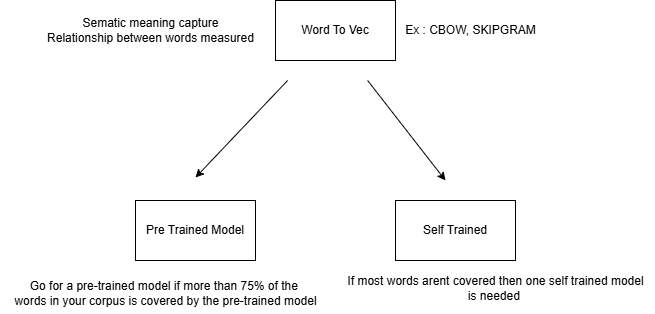 Sematic meaning capture
Relationship between words measured
Word To Vec
Ex : CBOW, SKIPGRAM
Pre Trained Model
Self Trained
Go for a pre-trained model if more than 75% of the
words in your corpus is covered by the pre-trained model
If most words arent covered then one self trained model
is needed